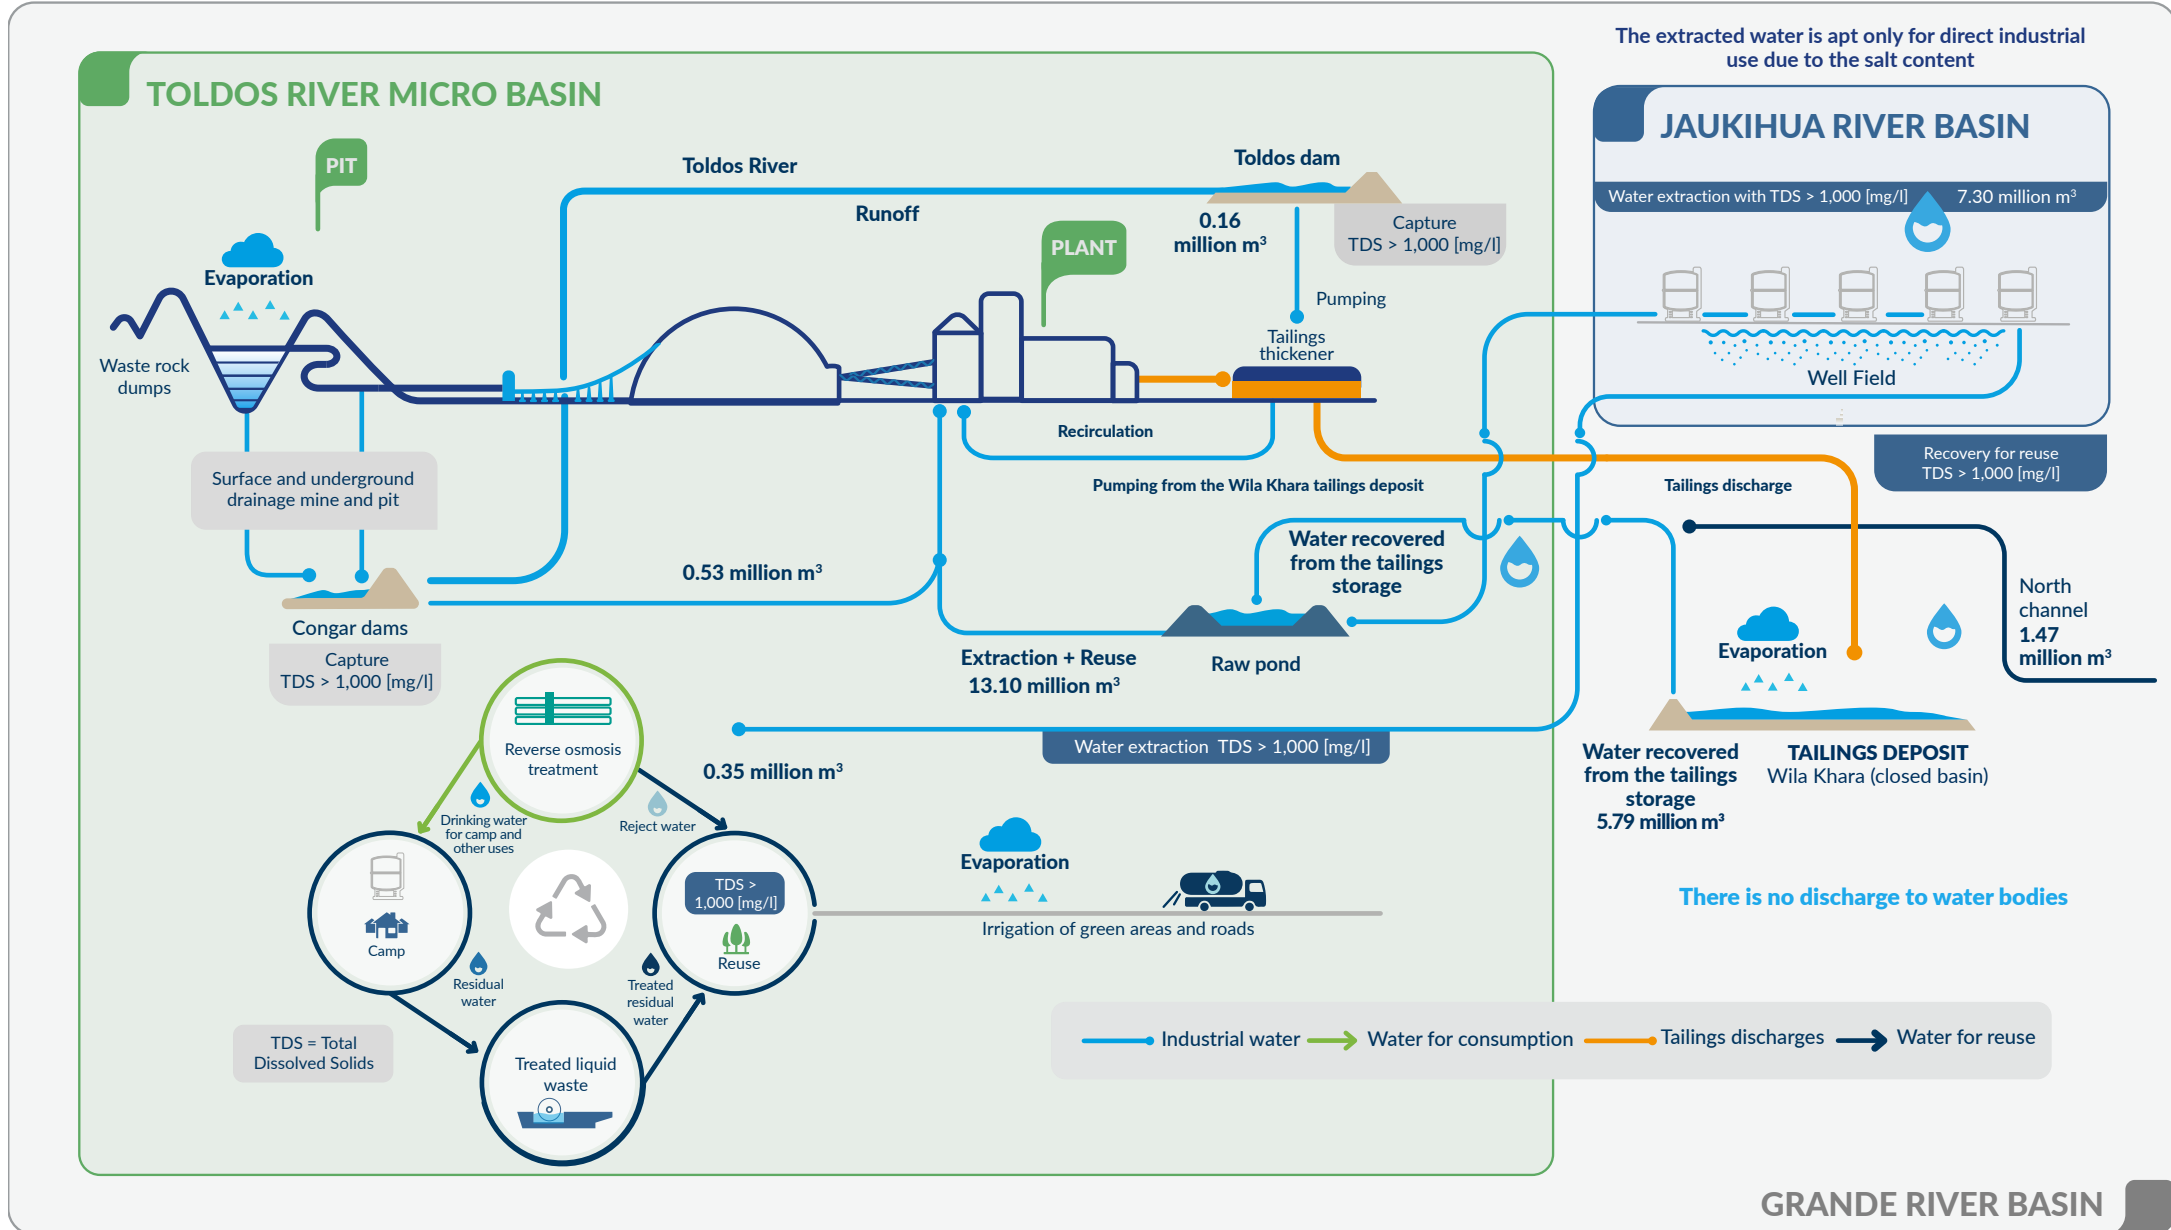 The extracted water is apt only for direct industrial
use due to the salt content
TOLDOS RIVER MICRO BASIN
JAUKIHUA RIVER BASIN
PIT
Toldos River
Toldos dam
Runoff
0.16
million m³
Capture
TDS > 1,000 [mg/l]
Water extraction with TDS > 1,000 [mg/l]
7.30 million m³
PLANT
Evaporation
Pumping
Tailings
thickener
Waste rock
dumps
Well Field
Recirculation
Recovery for reuse
TDS > 1,000 [mg/l]
Surface and underground
drainage mine and pit
Pumping from the Wila Khara tailings deposit
Tailings discharge
Water recovered
from the tailings
storage
0.53 million m³
North
channel
1.47
million m³
Congar dams
Capture
TDS > 1,000 [mg/l]
Extraction + Reuse
13.10 million m³
Raw pond
Evaporation
Reverse osmosis
treatment
Water extraction TDS > 1,000 [mg/l]
0.35 million m³
Water recovered
from the tailings
storage
5.79 million m³
TAILINGS DEPOSIT
Wila Khara (closed basin)
Drinking water
for camp and
other uses
Reject water
Evaporation
TDS >
1,000 [mg/l]
Reuse
Camp
Irrigation of green areas and roads
There is no discharge to water bodies
Residual
water
Treated
residual
water
TDS = Total
Dissolved Solids
Treated liquid
waste
Industrial water
Water for consumption
Tailings discharges
Water for reuse
GRANDE RIVER BASIN